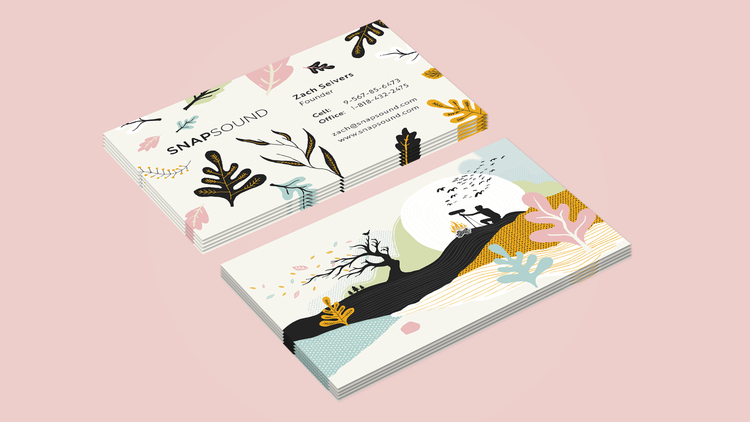 SNAPSOUND
Zach Seivers
Founder
Cell: 9-567-85-6473
Office: 1-818-432-2475
zach@snapsound.com
www.snapsound.com